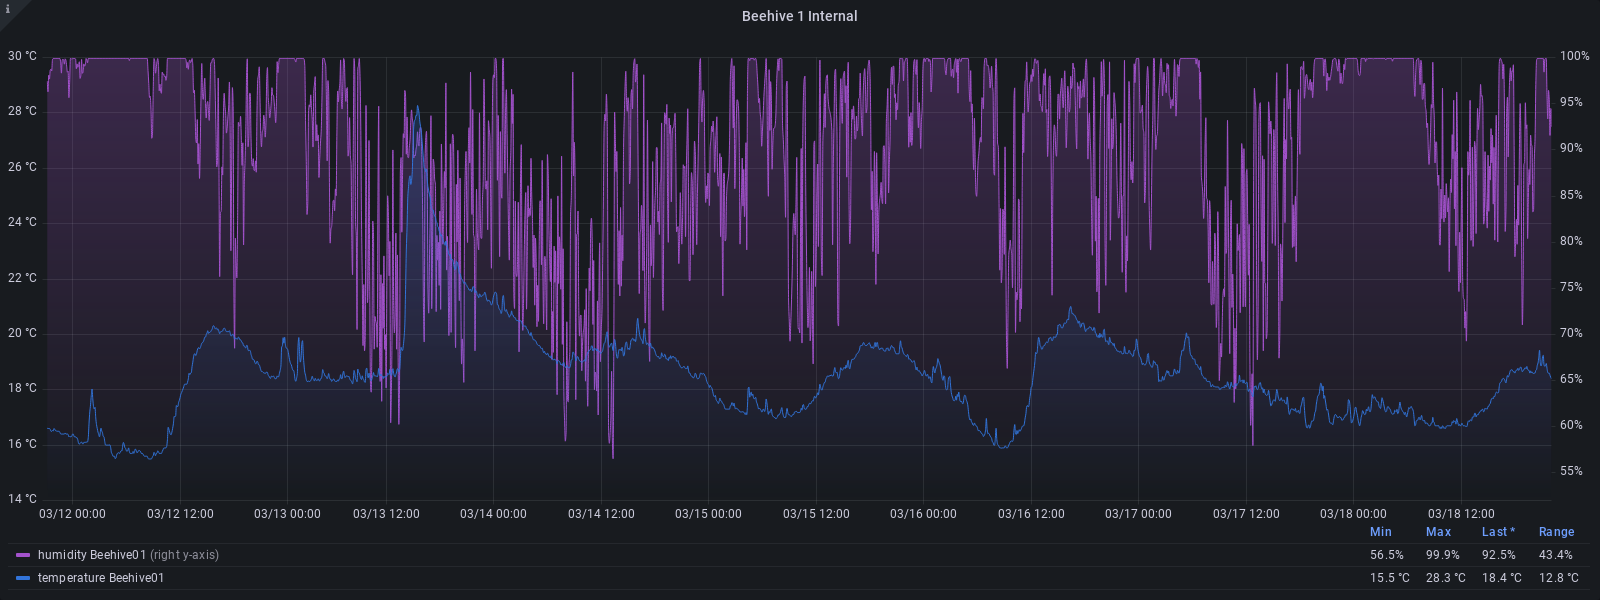 i
Beehive 1 Internal
30 °C 100%
28 °C 95%
26 °C 90%
24 °C 85%
22 °C 80%
20 °C 75%
18 °C 70%
16 °C 65%
14 °C 60%
55%
03/12 00:00 03/12 12:00 03/13 00:00 03/13 12:00 03/14 00:00 03/14 12:00 03/15 00:00 03/15 12:00 03/16 00:00 03/16 12:00 03/17 00:00 03/17 12:00 03/18 00:00 03/18 12:00
Min Max Last * Range
humidity Beehive01 (right y-axis) 56.5% 99.9% 92.5% 43.4%
temperature Beehive01 15.5 °C 28.3 °C 18.4 °C 12.8 °C